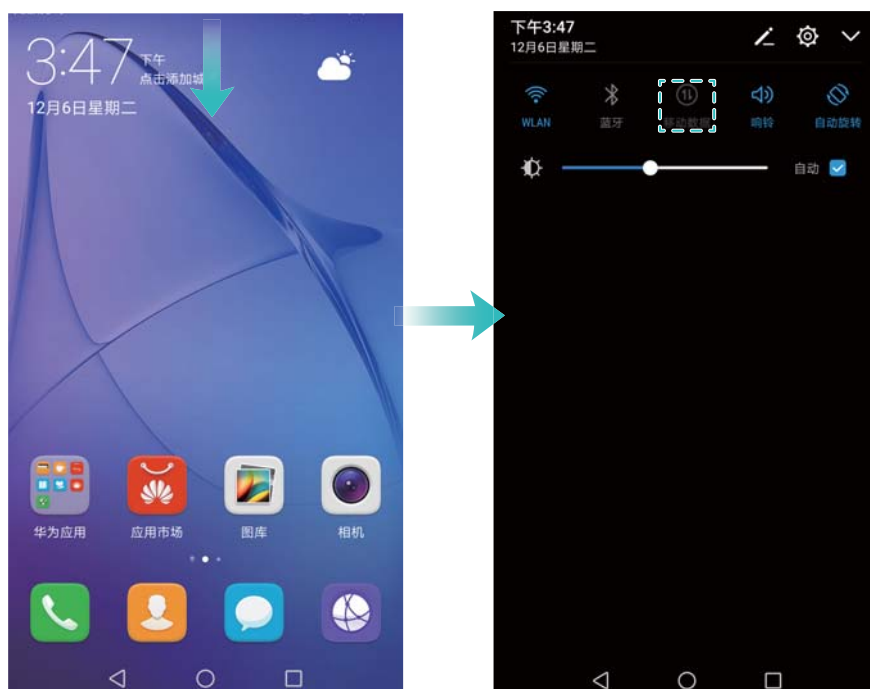 3:47 下午
点击添加城
12月6日星期二
华为应用
应用市场
图库
相机
下午3:47
12月6日星期二
WLAN
蓝牙
移动数据
响铃
自动旋转
自动